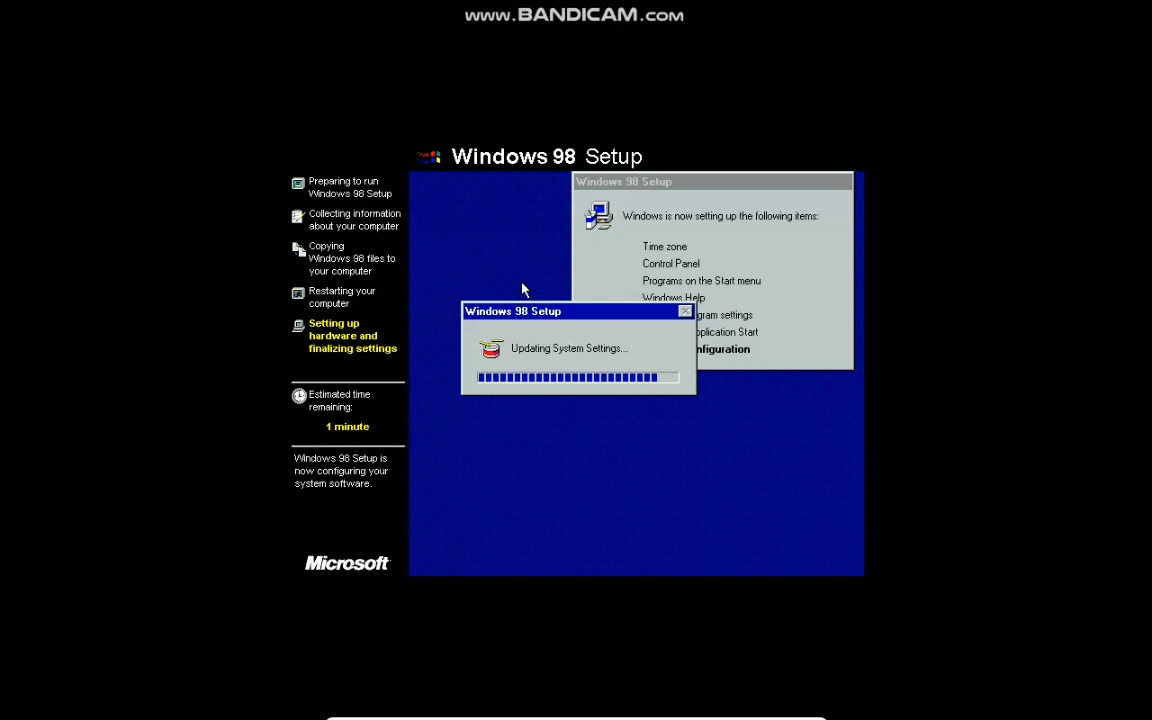 www.BANDICAM.com
Windows 98 Setup
Preparing to run
Windows 98 Setup
Collecting information
about your computer
Copying
Windows 98 files to
your computer
Restarting your
computer
Setting up
hardware and
finalizing settings
Estimated time
remaining:
1 minute
Windows 98 Setup is
now configuring your
system software.
Microsoft
Windows 98 Setup
Windows is now setting up the following items:
Time zone
Control Panel
Programs on the Start menu
Windows Help
gram settings
pplication Start
nfiguration
Windows 98 Setup
Updating System Settings...